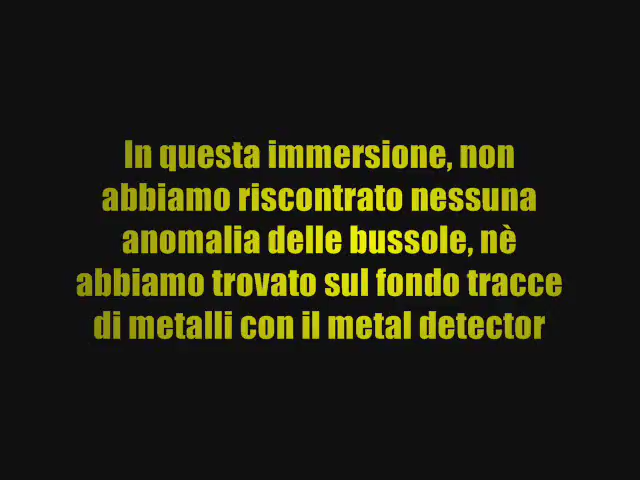 In questa immersione, non
abbiamo riscontrato nessuna
anomalia delle bussole, nè
abbiamo trovato sul fondo tracce
di metalli con il metal detector